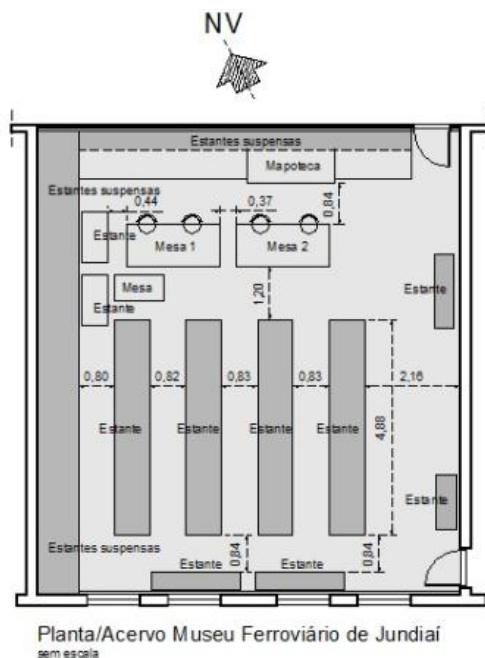 NV
Estantes suspensas
Mapoteca
Estantes suspensas
0,44
0,37
0,84
Estante
Mesa 1
Mesa 2
Estante
Mesa
Estante
1,20
0,80
0,82
0,83
0,83
2,16
Estante
Estante
Estante
Estante
4,88
Estante
Estantes suspensas
0,84
0,84
Estante
Estante
Planta/Acervo Museu Ferroviário de Jundiaí
sem escala